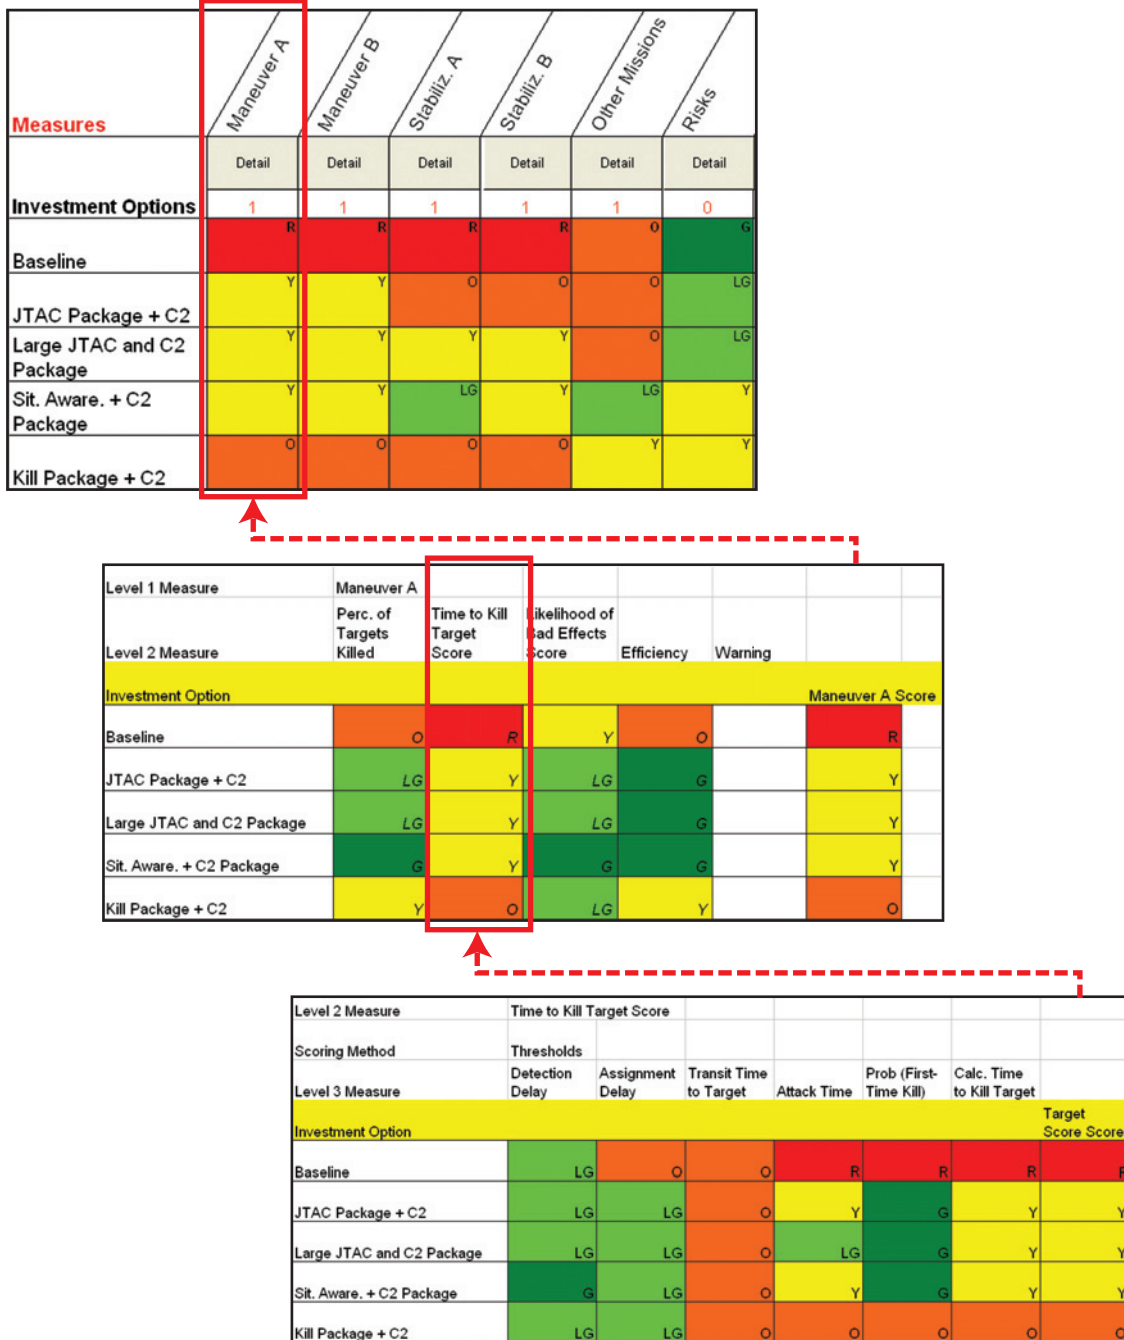 Measures Maneuver A Maneuver B Stabiliz. A Stabiliz. B Other Missions Risks
Detail Detail Detail Detail Detail Detail
Investment Options 1 1 1 1 1 0
Baseline R R R R O G
JTAC Package + C2 Y Y O O O LG
Large JTAC and C2
Package Y Y Y Y O LG
Sit. Aware. + C2
Package Y Y LG Y LG Y
Kill Package + C2 O O O O Y Y
Level 1 Measure Maneuver A
Perc. of Time to Kill Likelihood of
Targets Target Bad Effects
Level 2 Measure Killed Score Score Efficiency Warning
Investment Option Maneuver A Score
Baseline O R Y O R
JTAC Package + C2 LG Y LG G Y
Large JTAC and C2 Package LG Y LG G Y
Sit. Aware. + C2 Package G Y G G Y
Kill Package + C2 Y O LG Y O
Level 2 Measure Time to Kill Target Score
Scoring Method Thresholds
Detection Assignment Transit Time Prob (First- Calc. Time
Level 3 Measure Delay Delay to Target Attack Time Time Kill) to Kill Target
Target
Investment Option Score Score
Baseline LG O O R R R R
JTAC Package + C2 LG LG O Y G Y Y
Large JTAC and C2 Package LG LG O LG G Y Y
Sit. Aware. + C2 Package G LG O Y G Y Y
Kill Package + C2 LG LG O O O O O